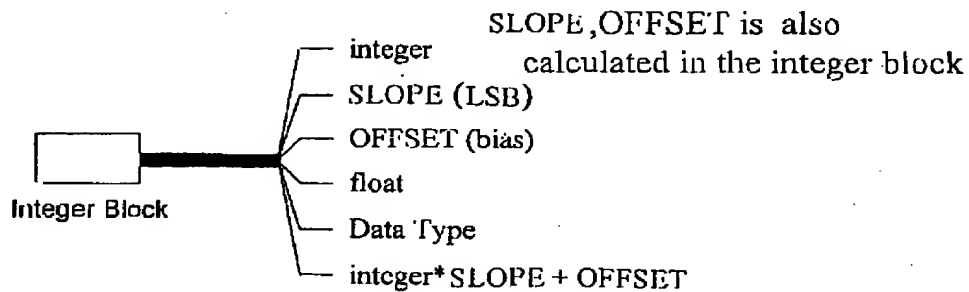 SLOPE,OFFSET is also
calculated in the integer block
integer
SLOPE (LSB)
OFFSET (bias)
float
Data Type
integer* SLOPE + OFFSET
Integer Block